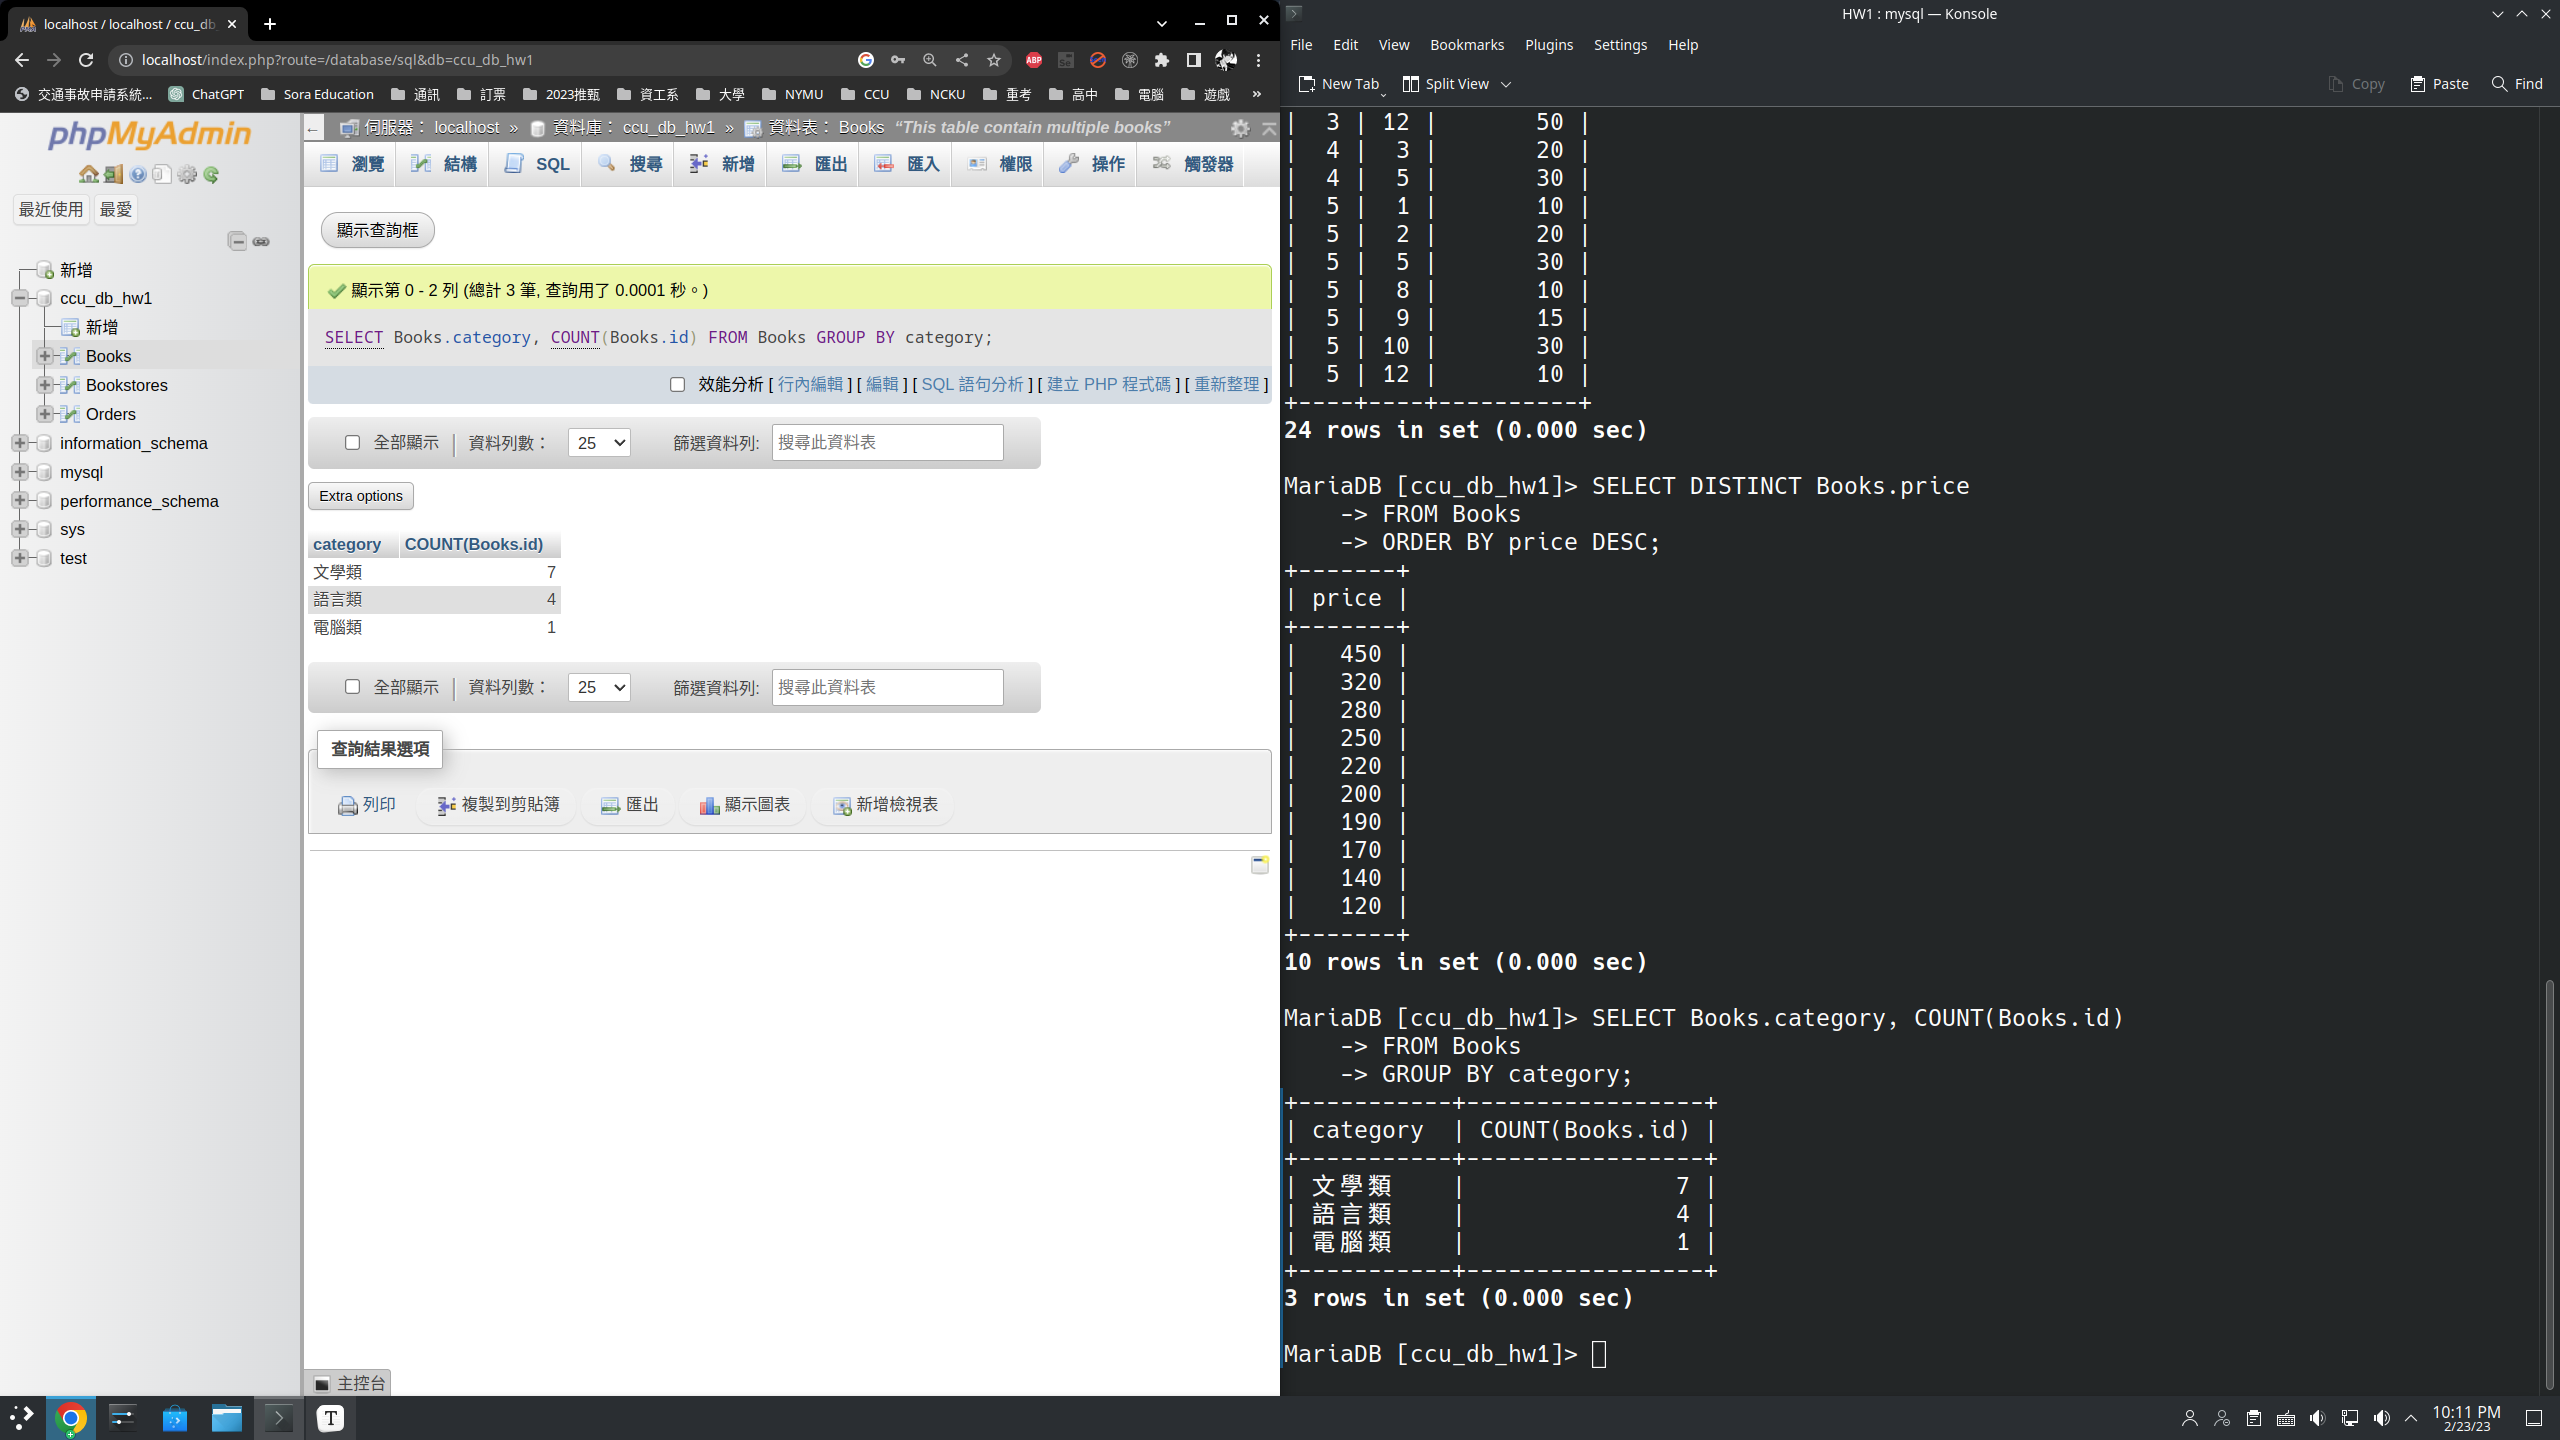 localhost / localhost / ccu_db
localhost/index.php?route=/database/sql&db=ccu_db_hw1
交通事故申請系統...
ChatGPT
Sora Education
通訊
訂票
2023推甄
資工系
大學
NYMU
CCU
NCKU
重考
高中
電腦
遊戲
»
phpMyAdmin
最近使用
最愛
新增
ccu_db_hw1
新增
Books
Bookstores
Orders
information_schema
mysql
performance_schema
sys
test
伺服器： localhost » 資料庫： ccu_db_hw1 » 資料表： Books “This table contain multiple books”
瀏覽
結構
SQL
搜尋
新增
匯出
匯入
權限
操作
觸發器
顯示查詢框
顯示第 0 - 2 列 (總計 3 筆, 查詢用了 0.0001 秒。)
SELECT Books.category, COUNT(Books.id) FROM Books GROUP BY category;
效能分析 [ 行內編輯 ] [ 編輯 ] [ SQL 語句分析 ] [ 建立 PHP 程式碼 ] [ 重新整理 ]
全部顯示 | 資料列數： 25 篩選資料列: 搜尋此資料表
Extra options
category COUNT(Books.id)
文學類 7
語言類 4
電腦類 1
全部顯示 | 資料列數： 25 篩選資料列: 搜尋此資料表
查詢結果選項
列印
複製到剪貼簿
匯出
顯示圖表
新增檢視表
主控台
HW1 : mysql — Konsole
File Edit View Bookmarks Plugins Settings Help
New Tab Split View Copy Paste Find
| 3 | 12 | 50 |
| 4 | 3 | 20 |
| 4 | 5 | 30 |
| 5 | 1 | 10 |
| 5 | 2 | 20 |
| 5 | 5 | 30 |
| 5 | 8 | 10 |
| 5 | 9 | 15 |
| 5 | 10 | 30 |
| 5 | 12 | 10 |
+----+----+----------+
24 rows in set (0.000 sec)
MariaDB [ccu_db_hw1]> SELECT DISTINCT Books.price
-> FROM Books
-> ORDER BY price DESC;
+-------+
| price |
+-------+
| 450 |
| 320 |
| 280 |
| 250 |
| 220 |
| 200 |
| 190 |
| 170 |
| 140 |
| 120 |
+-------+
10 rows in set (0.000 sec)
MariaDB [ccu_db_hw1]> SELECT Books.category, COUNT(Books.id)
-> FROM Books
-> GROUP BY category;
+-----------+-----------------+
| category | COUNT(Books.id) |
+-----------+-----------------+
| 文學類 | 7 |
| 語言類 | 4 |
| 電腦類 | 1 |
+-----------+-----------------+
3 rows in set (0.000 sec)
MariaDB [ccu_db_hw1]>
10:11 PM
2/23/23